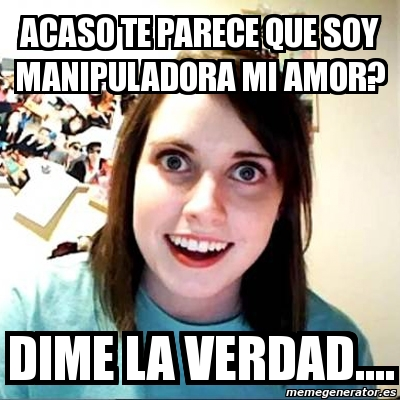 ACASO TE PARECE QUE SOY
MANIPULADORA MI AMOR?
DIME LA VERDAD....
memegenerator.es